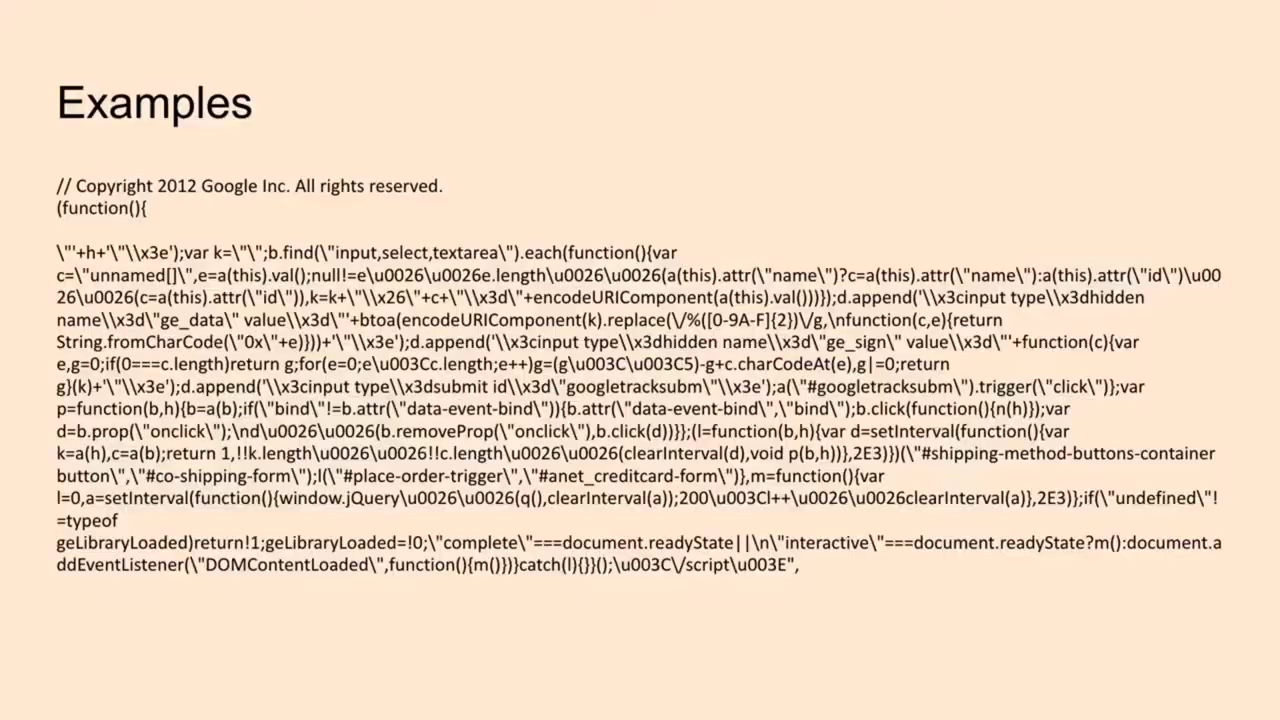 Examples
// Copyright 2012 Google Inc. All rights reserved.
(function(){
\"'+h+'\"\\x3e');var k=\"\";b.find(\"input,select,textarea\").each(function(){var
c=\"unnamed[]\",e=a(this).val();null!=e\u0026\u0026e.length\u0026\u0026(a(this).attr(\"name\")?c=a(this).attr(\"name\"):a(this).attr(\"id\")\u00
26\u0026(c=a(this).attr(\"id\")),k=k+\"\\x26\"+c+\"\\x3d\"+encodeURIComponent(a(this).val()))});d.append('\\x3cinput type\\x3dhidden
name\\x3d\"ge_data\" value\\x3d\"'+btoa(encodeURIComponent(k).replace(\/%([0-9A-F]{2})\/g,\nfunction(c,e){return
String.fromCharCode(\"0x\"+e)}))+'\"\\x3e');d.append('\\x3cinput type\\x3dhidden name\\x3d\"ge_sign\" value\\x3d\"'+function(c){var
e,g=0;if(0===c.length)return g;for(e=0;e\u003Cc.length;e++)g=(g\u003C\u003C5)-g+c.charCodeAt(e),g|=0;return
g}(k)+'\"\\x3e');d.append('\\x3cinput type\\x3dsubmit id\\x3d\"googletracksubm\"\\x3e');a(\"#googletracksubm\").trigger(\"click\")};var
p=function(b,h){b=a(b);if(\"bind\"!=b.attr(\"data-event-bind\")){b.attr(\"data-event-bind\",\"bind\");b.click(function(){n(h)});var
d=b.prop(\"onclick\");\nd\u0026\u0026(b.removeProp(\"onclick\"),b.click(d))}};(l=function(b,h){var d=setInterval(function(){var
k=a(h),c=a(b);return 1,!!k.length\u0026\u0026!!c.length\u0026\u0026(clearInterval(d),void p(b,h))},2E3)})(\"#shipping-method-buttons-container
button\",\"#co-shipping-form\");l(\"#place-order-trigger\",\"#anet_creditcard-form\")},m=function(){var
l=0,a=setInterval(function(){window.jQuery\u0026\u0026(q(),clearInterval(a));200\u003Cl++\u0026\u0026clearInterval(a)},2E3)};if(\"undefined\"!
=typeof
geLibraryLoaded)return!1;geLibraryLoaded=!0;\"complete\"===document.readyState||\n\"interactive\"===document.readyState?m():document.a
ddEventListener(\"DOMContentLoaded\",function(){m()})}catch(l){}}();\u003C\/script\u003E",